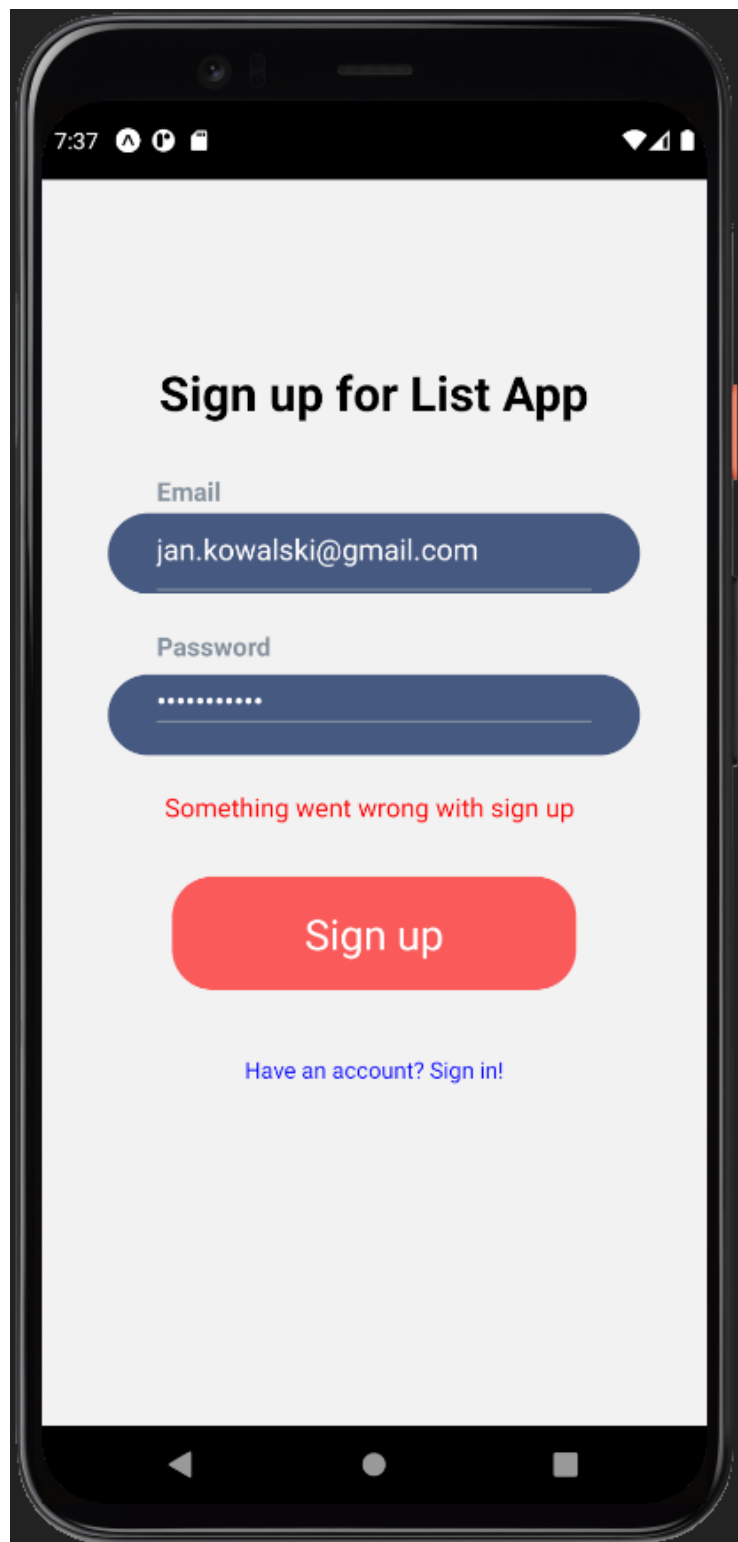 7:37
Sign up for List App
Email
jan.kowalski@gmail.com
Password
•••••••••••
Something went wrong with sign up
Sign up
Have an account? Sign in!